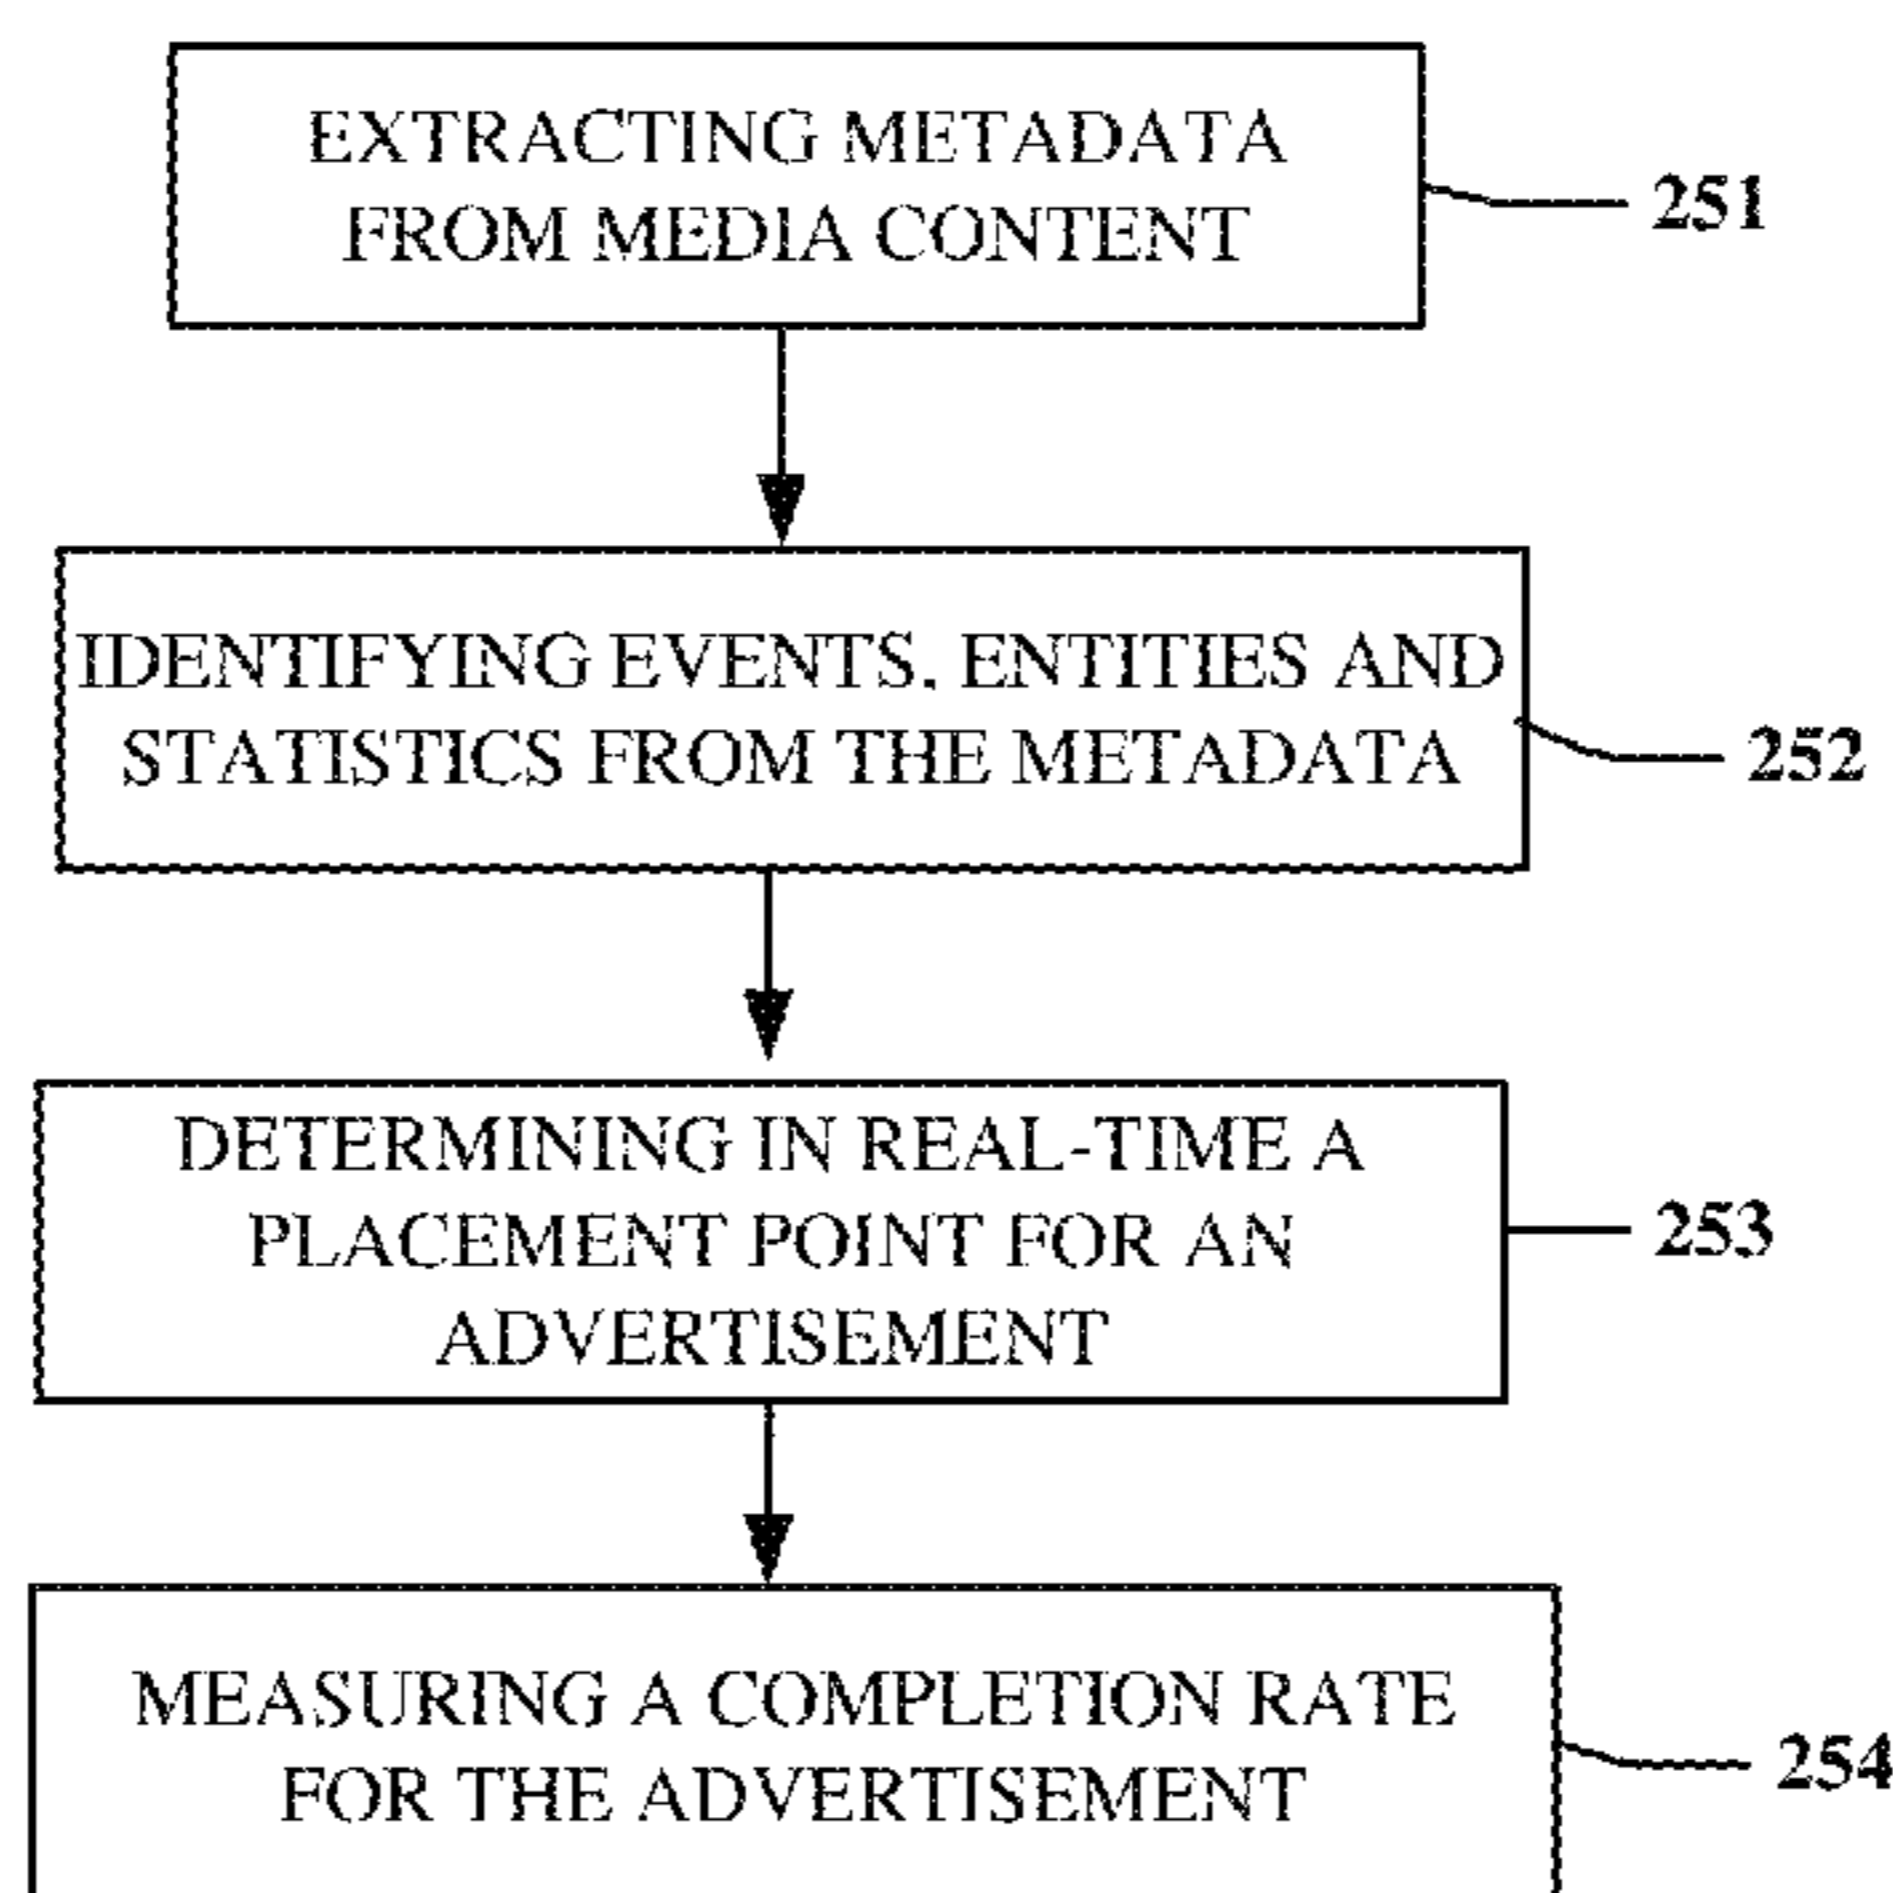 EXTRACTING METADATA
FROM MEDIA CONTENT
251
IDENTIFYING EVENTS, ENTITIES AND
STATISTICS FROM THE METADATA
252
DETERMINING IN REAL-TIME A
PLACEMENT POINT FOR AN
ADVERTISEMENT
253
MEASURING A COMPLETION RATE
FOR THE ADVERTISEMENT
254